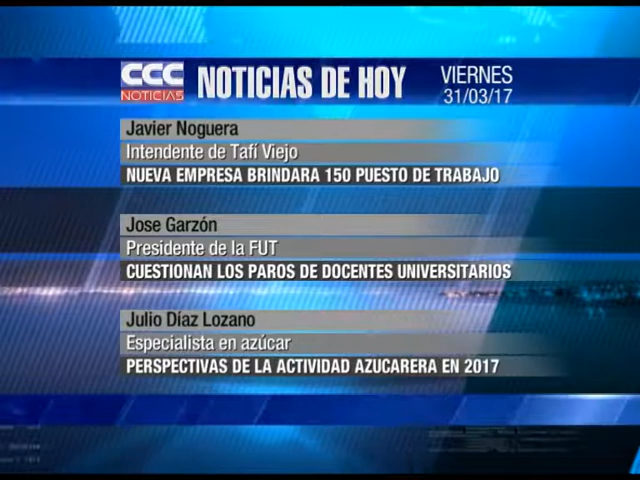 CCC NOTICIAS
NOTICIAS DE HOY
VIERNES
31/03/17
Javier Noguera
Intendente de Tafí Viejo
NUEVA EMPRESA BRINDARA 150 PUESTO DE TRABAJO
Jose Garzón
Presidente de la FUT
CUESTIONAN LOS PAROS DE DOCENTES UNIVERSITARIOS
Julio Díaz Lozano
Especialista en azúcar
PERSPECTIVAS DE LA ACTIVIDAD AZUCARERA EN 2017